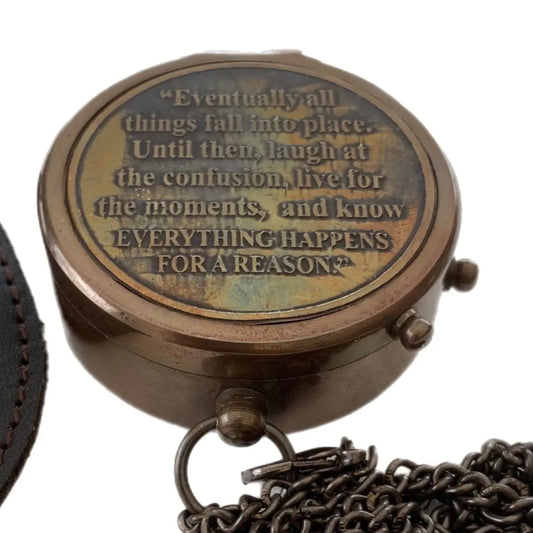 “Eventually all
things fall into place.
Until then, laugh at
the confusion, live for
the moments, and know
EVERYTHING HAPPENS
FOR A REASON.”